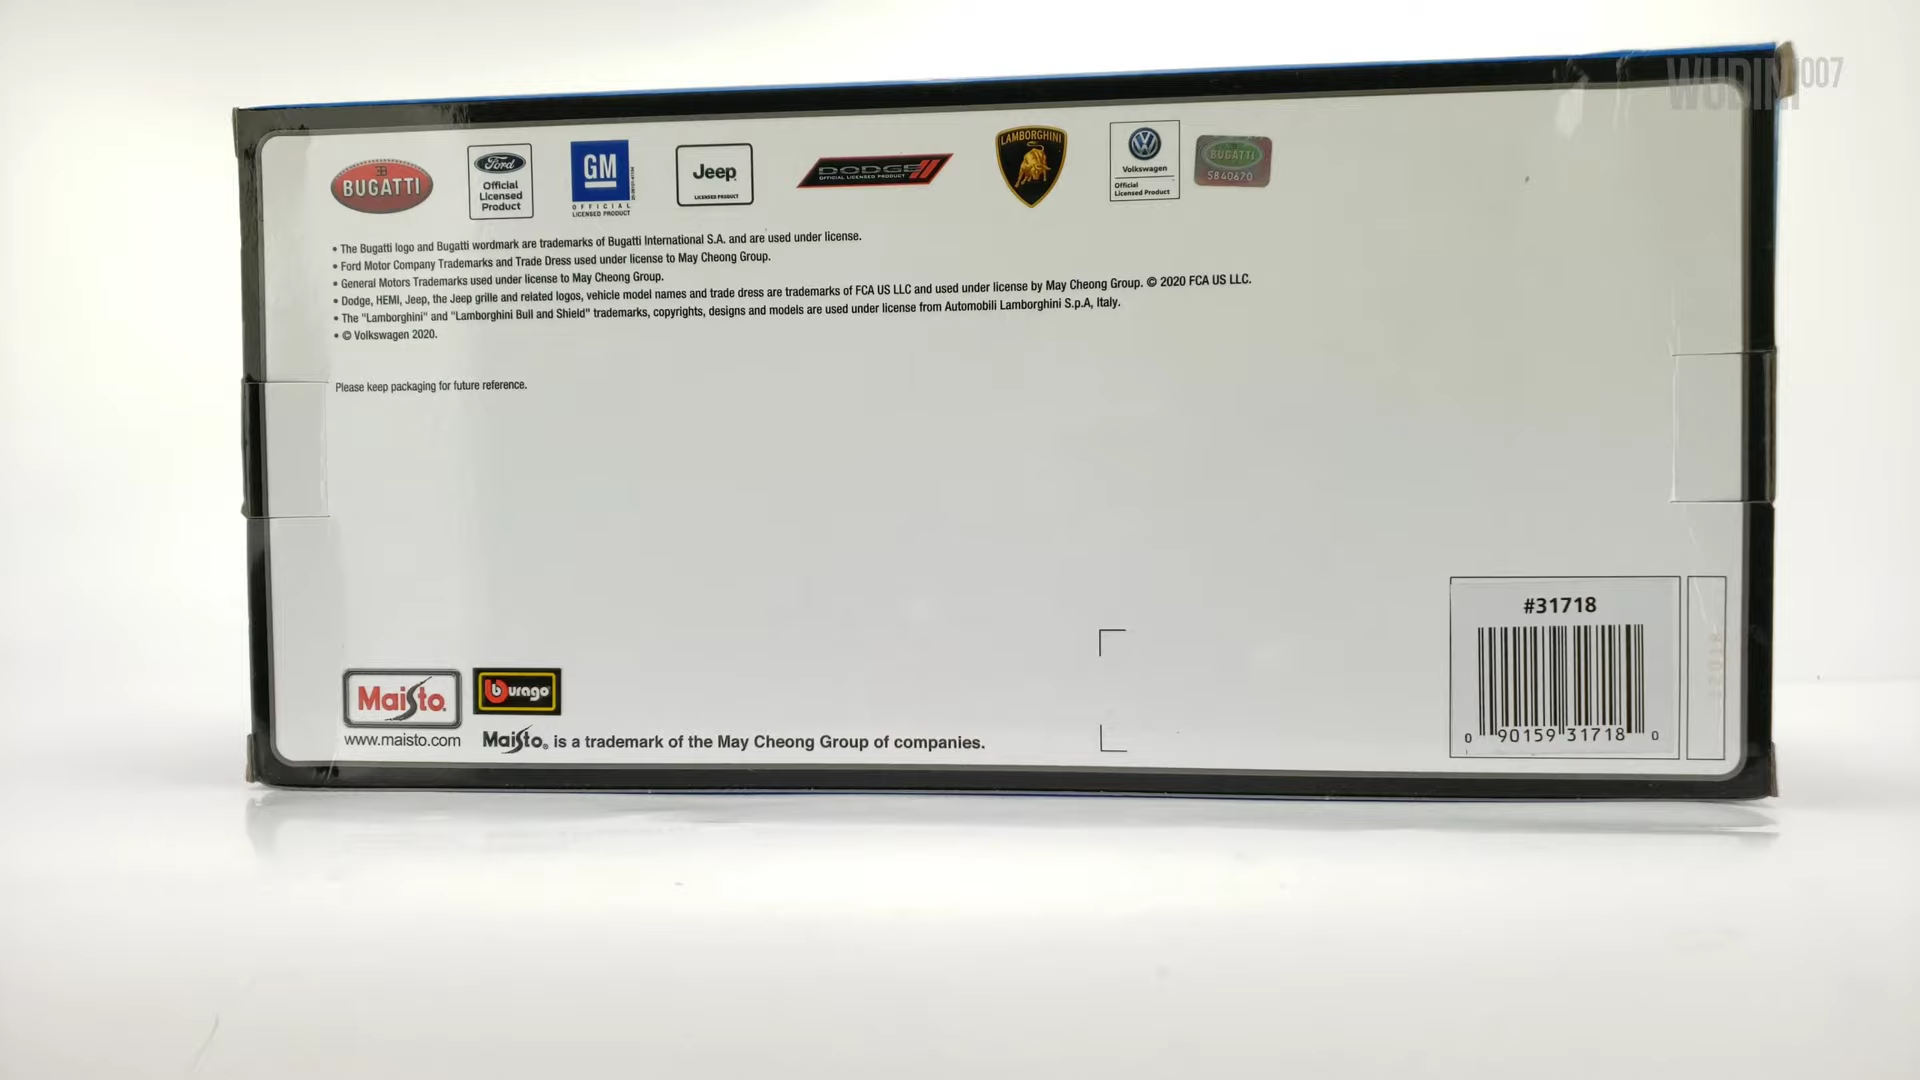 WUDINI007
BUGATTI
Ford
Official
Licensed
Product
GM
OFFICIAL
LICENSED PRODUCT
Jeep
LICENSED PRODUCT
DODGE
OFFICIAL LICENSED PRODUCT
LAMBORGHINI
Volkswagen
Official
Licensed Product
BUGATTI
5840670
• The Bugatti logo and Bugatti wordmark are trademarks of Bugatti International S.A. and are used under license.
• Ford Motor Company Trademarks and Trade Dress used under license to May Cheong Group.
• General Motors Trademarks used under license to May Cheong Group.
• Dodge, HEMI, Jeep, the Jeep grille and related logos, vehicle model names and trade dress are trademarks of FCA US LLC and used under license by May Cheong Group. © 2020 FCA US LLC.
• The "Lamborghini" and "Lamborghini Bull and Shield" trademarks, copyrights, designs and models are used under license from Automobili Lamborghini S.p.A, Italy.
• © Volkswagen 2020.
Please keep packaging for future reference.
#31718
0 90159 31718 0
Maisto®
burago
www.maisto.com
Maisto® is a trademark of the May Cheong Group of companies.